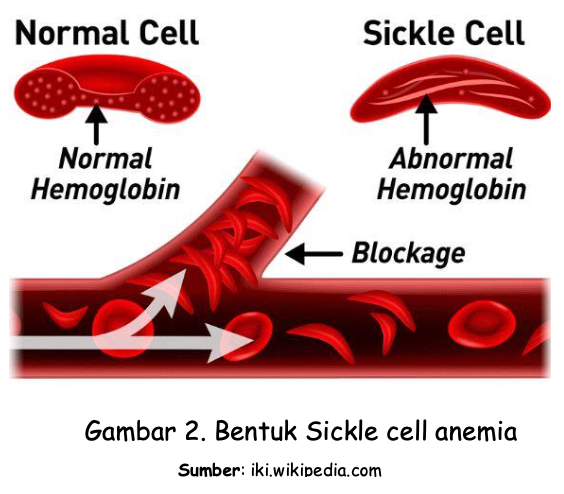 Normal Cell
Sickle Cell
Normal
Hemoglobin
Abnormal
Hemoglobin
Blockage
Gambar 2. Bentuk Sickle cell anemia
Sumber: iki.wikipedia.com